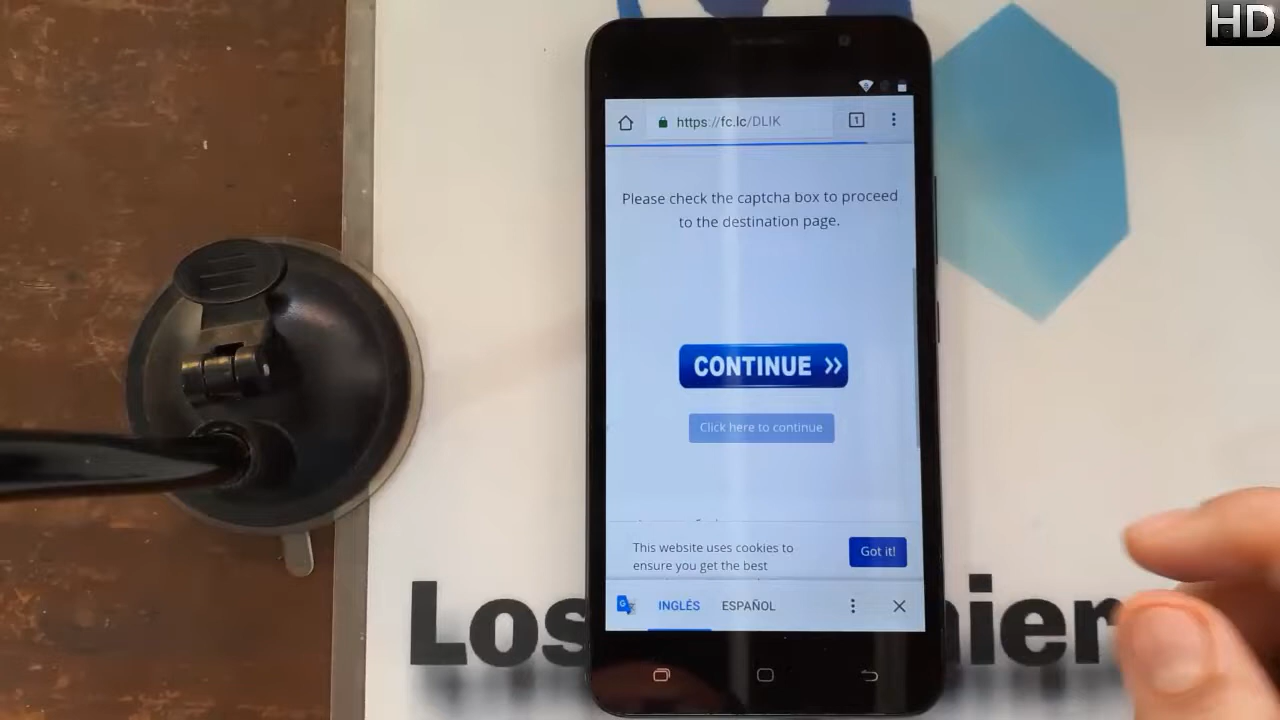 HD
https://fc.lc/DLIK
1
Please check the captcha box to proceed
to the destination page.
CONTINUE »
Click here to continue
This website uses cookies to
ensure you get the best
Got it!
INGLÉS ESPAÑOL
Los